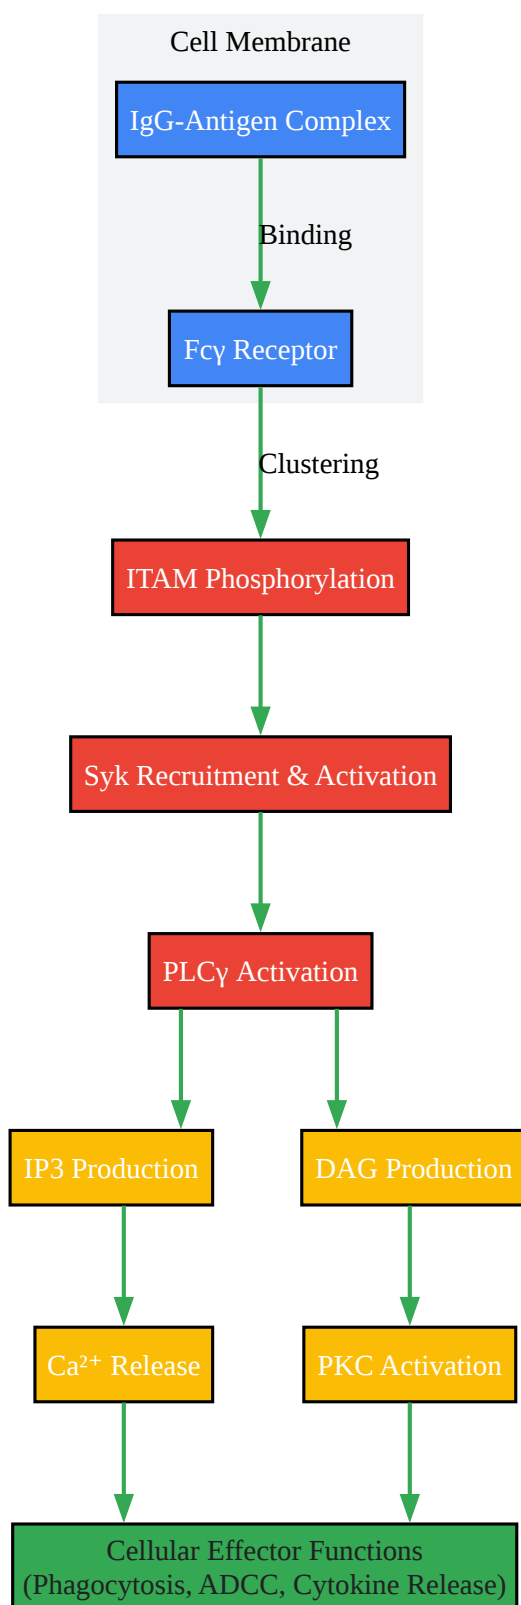 Cell Membrane
IgG-Antigen Complex
Binding
Fcγ Receptor
Clustering
ITAM Phosphorylation
Syk Recruitment & Activation
PLCγ Activation
IP3 Production
DAG Production
Ca²⁺ Release
PKC Activation
Cellular Effector Functions
(Phagocytosis, ADCC, Cytokine Release)